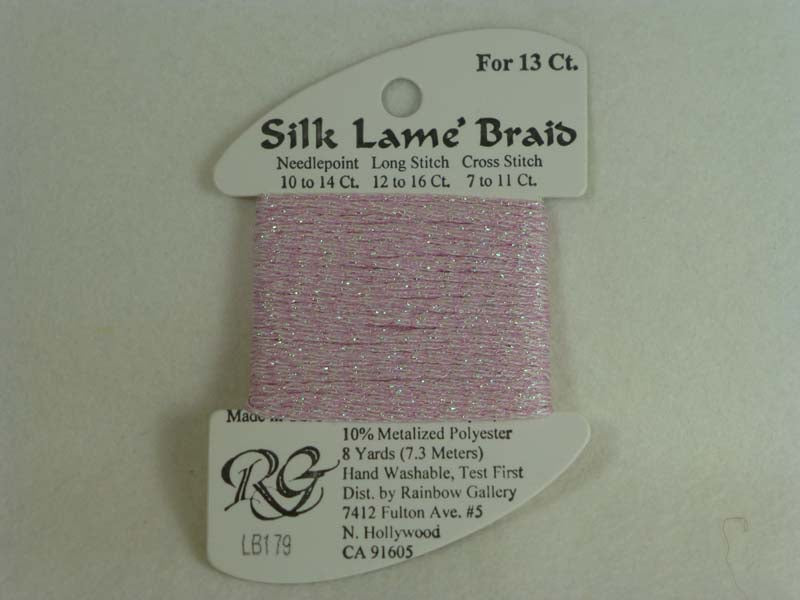 For 13 Ct.
Silk Lame' Braid
Needlepoint Long Stitch Cross Stitch
10 to 14 Ct. 12 to 16 Ct. 7 to 11 Ct.
Made in
10% Metalized Polyester
8 Yards (7.3 Meters)
Hand Washable, Test First
Dist. by Rainbow Gallery
7412 Fulton Ave. #5
N. Hollywood
CA 91605
RG
LB179